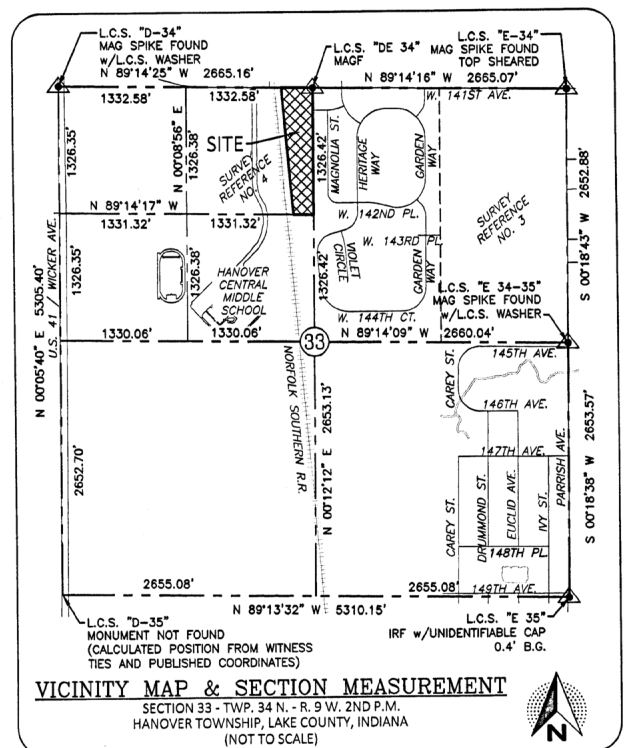 L.C.S. "D-34"
MAG SPIKE FOUND
w/L.C.S. WASHER
N 89°14'25" W 2665.16'
L.C.S. "DE 34"
MAGF
L.C.S. "E-34"
MAG SPIKE FOUND
TOP SHEARED
N 89°14'16" W 2665.07'
1332.58'
1332.58'
W. 141ST AVE.
1326.35'
N 00°08'56" E
1326.38'
SITE
SURVEY
REFERENCE
NO. 4
1326.42'
MAGNOLIA ST.
HERITAGE
WAY
GARDEN
WAY
2652.88'
SURVEY
REFERENCE
NO. 3
N 89°14'17" W
1331.32'
1331.32'
W. 142ND PL.
W. 143RD PL.
VIOLET
CIRCLE
GARDEN
WAY
S 00°18'43" W
N 00°05'40" E 5305.40'
U.S. 41 / WICKER AVE.
1326.35'
1326.38'
HANOVER
CENTRAL
MIDDLE
SCHOOL
1326.42'
L.C.S. "E 34-35"
MAG SPIKE FOUND
w/L.C.S. WASHER
W. 144TH CT.
1330.06'
1330.06'
33
N 89°14'09" W 2660.04'
145TH AVE.
CAREY ST.
146TH AVE.
147TH AVE.
NORFOLK SOUTHERN R.R.
N 00°12'12" E 2653.13'
2652.70'
CAREY ST.
DRUMMOND ST.
EUCLID AVE.
IVY ST.
PARRISH AVE.
S 00°18'38" W 2653.57'
148TH PL.
2655.08'
2655.08'
149TH AVE.
N 89°13'32" W 5310.15'
L.C.S. "D-35"
MONUMENT NOT FOUND
(CALCULATED POSITION FROM WITNESS
TIES AND PUBLISHED COORDINATES)
L.C.S. "E 35"
IRF w/UNIDENTIFIABLE CAP
0.4' B.G.
VICINITY MAP & SECTION MEASUREMENT
SECTION 33 - TWP. 34 N. - R. 9 W. 2ND P.M.
HANOVER TOWNSHIP, LAKE COUNTY, INDIANA
(NOT TO SCALE)
N